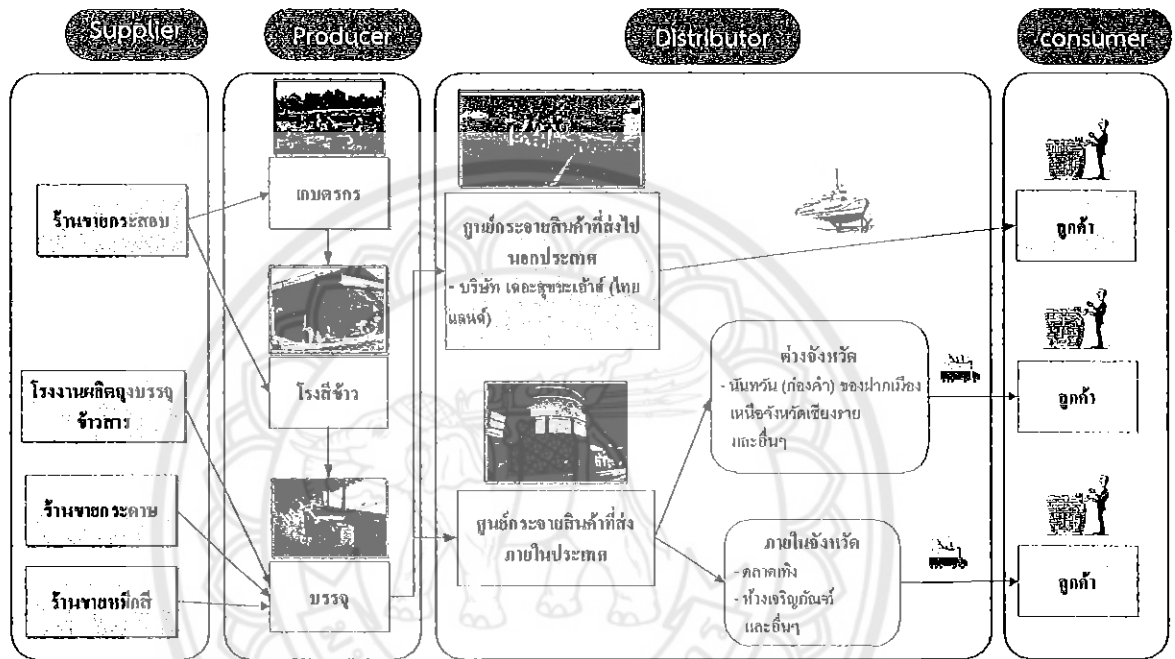 Supplier
Producer
Distributor
consumer
ร้านขายกระสอบ
โรงงานผลิตถุงบรรจุ
ข้าวสาร
ร้านขายกระดาษ
ร้านขายหมึกสี
เกษตรกร
โรงสีข้าว
บรรจุ
ศูนย์กระจายสินค้าที่ส่งไป
นอกประเทศ
- บริษัท เดอะสุขะเฮ้าส์ (ไทย
แลนด์)
ศูนย์กระจายสินค้าที่ส่ง
ภายในประเทศ
ต่างจังหวัด
- นันทวัน (ก่องคำ) ของฝากเมือง
เหนือจังหวัดเชียงราย
และอื่นๆ
ภายในจังหวัด
- ตลาดเทิง
- ห้างเจริญภัณฑ์
และอื่นๆ
ลูกค้า
ลูกค้า
ลูกค้า